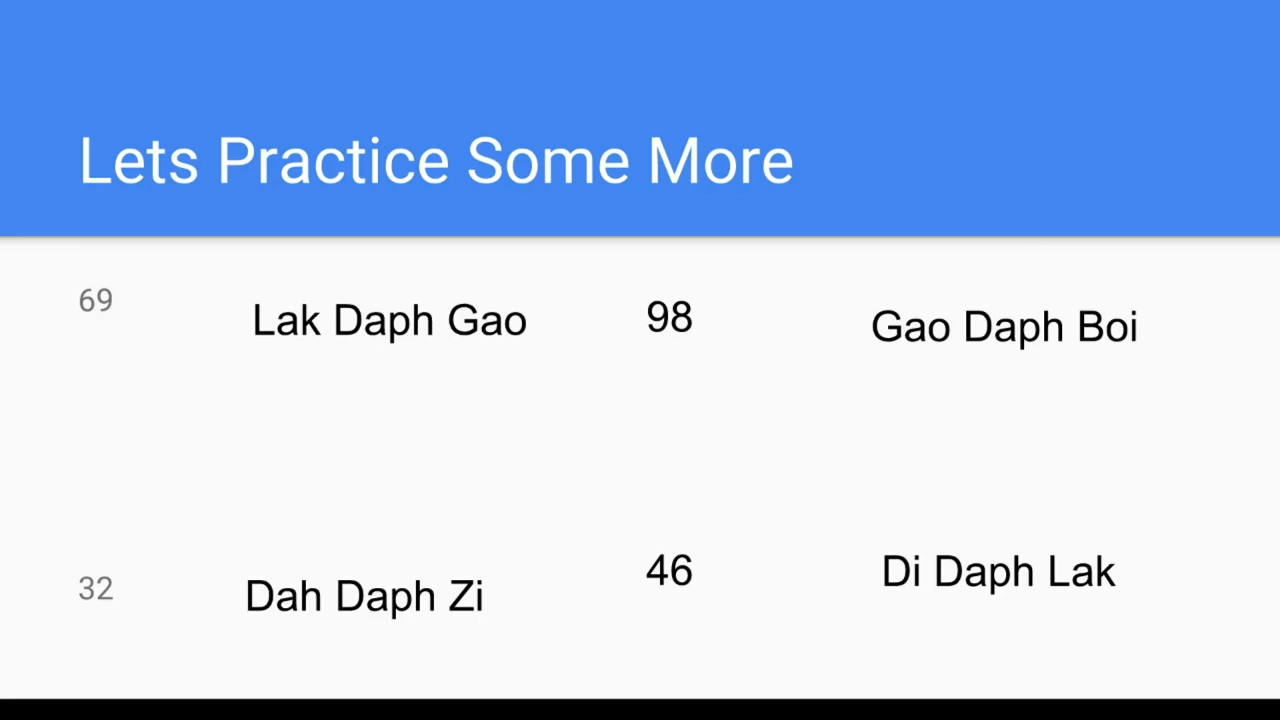 Lets Practice Some More
69
Lak Daph Gao
98
Gao Daph Boi
32
Dah Daph Zi
46
Di Daph Lak